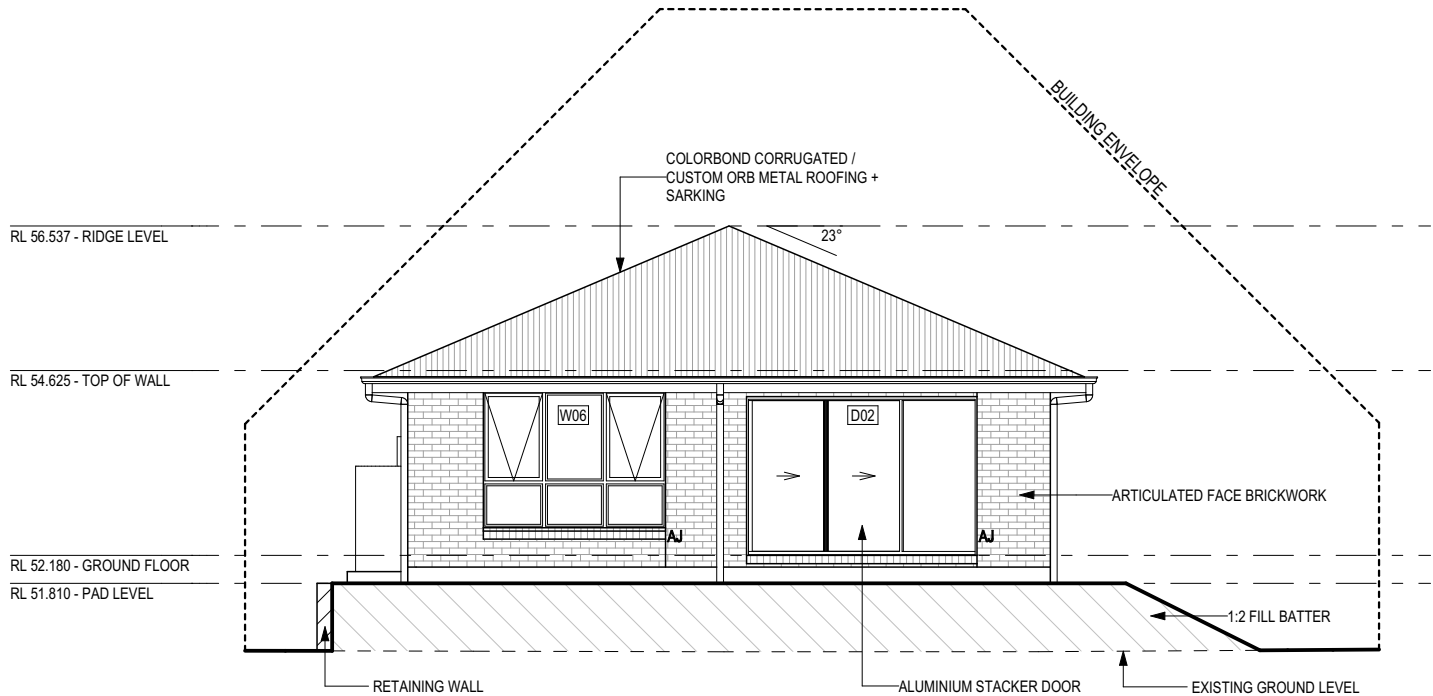 BUILDING ENVELOPE
COLORBOND CORRUGATED /
CUSTOM ORB METAL ROOFING +
SARKING
RL 56.537 - RIDGE LEVEL
23°
RL 54.625 - TOP OF WALL
W06
D02
ARTICULATED FACE BRICKWORK
AJ
AJ
RL 52.180 - GROUND FLOOR
RL 51.810 - PAD LEVEL
1:2 FILL BATTER
RETAINING WALL
ALUMINIUM STACKER DOOR
EXISTING GROUND LEVEL